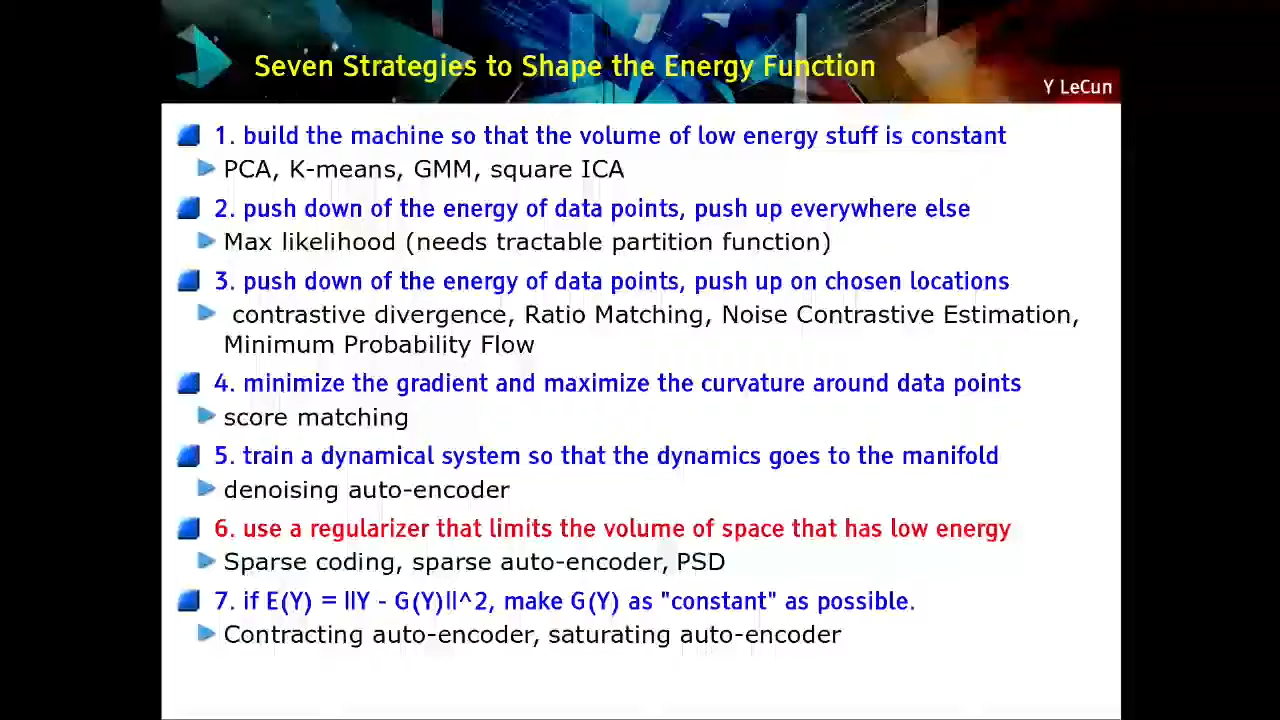 Seven Strategies to Shape the Energy Function
Y LeCun
1. build the machine so that the volume of low energy stuff is constant
PCA, K-means, GMM, square ICA
2. push down of the energy of data points, push up everywhere else
Max likelihood (needs tractable partition function)
3. push down of the energy of data points, push up on chosen locations
contrastive divergence, Ratio Matching, Noise Contrastive Estimation,
Minimum Probability Flow
4. minimize the gradient and maximize the curvature around data points
score matching
5. train a dynamical system so that the dynamics goes to the manifold
denoising auto-encoder
6. use a regularizer that limits the volume of space that has low energy
Sparse coding, sparse auto-encoder, PSD
7. if E(Y) = ||Y - G(Y)||^2, make G(Y) as "constant" as possible.
Contracting auto-encoder, saturating auto-encoder